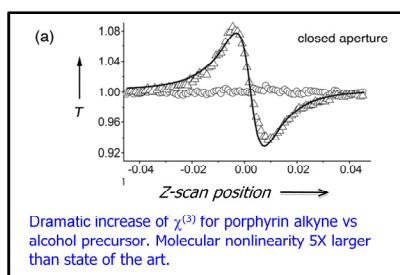 (a)
closed aperture
1.08
1.04
1.00
0.96
0.92
T
-0.04 -0.02 0.00 0.02 0.04
Z-scan position
Dramatic increase of χ(3) for porphyrin alkyne vs
alcohol precursor. Molecular nonlinearity 5X larger
than state of the art.